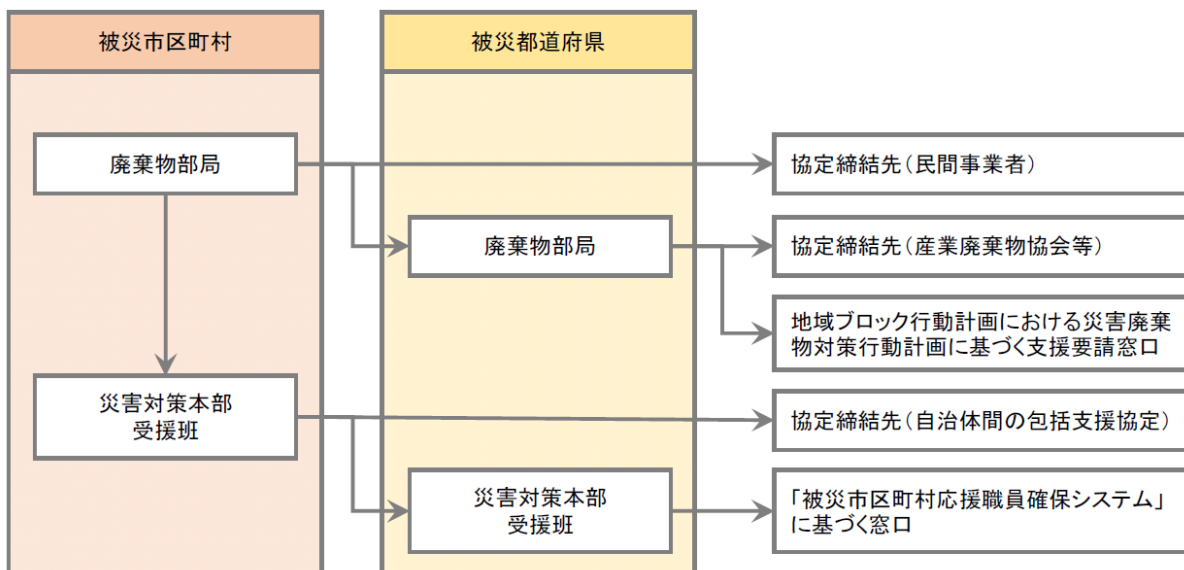 被災市区町村
被災都道府県
廃棄物部局
協定締結先(民間事業者)
廃棄物部局
協定締結先(産業廃棄物協会等)
地域ブロック行動計画における災害廃棄
物対策行動計画に基づく支援要請窓口
災害対策本部
受援班
協定締結先(自治体間の包括支援協定)
災害対策本部
受援班
「被災市区町村応援職員確保システム」
に基づく窓口